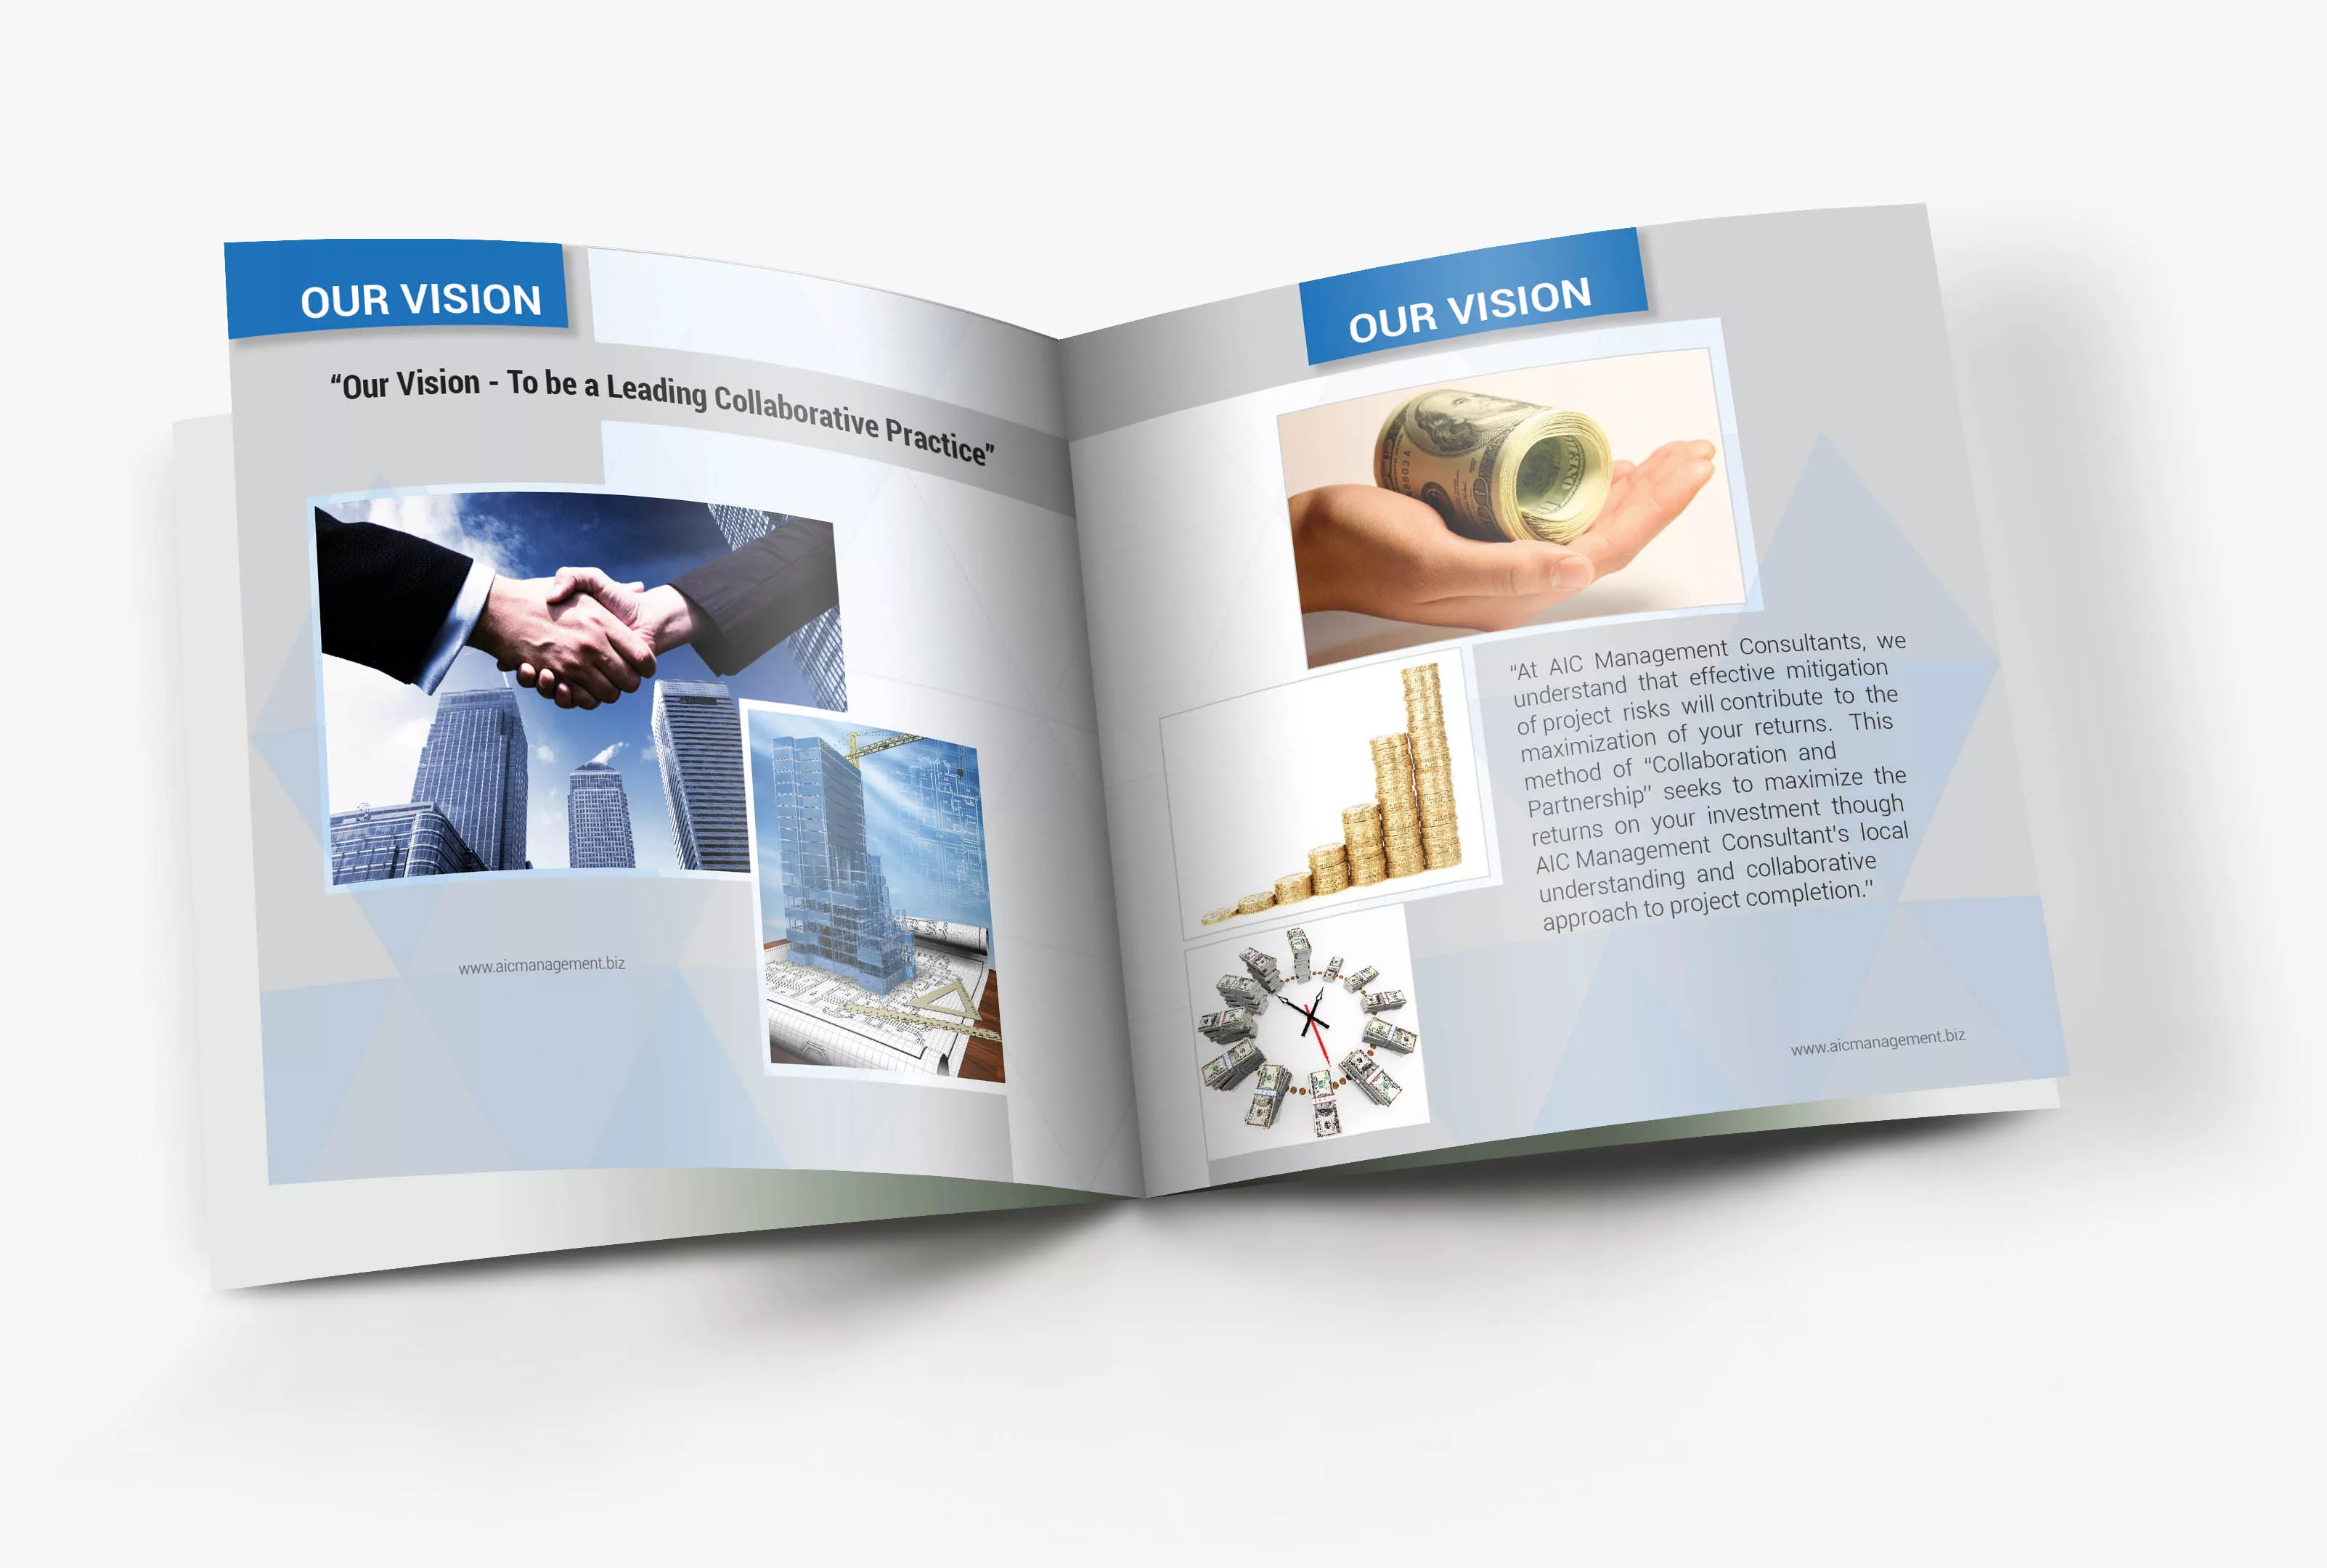 OUR VISION
“Our Vision - To be a Leading Collaborative Practice”
www.aicmanagement.biz
OUR VISION
“At AIC Management Consultants, we
understand that effective mitigation
of project risks will contribute to the
maximization of your returns. This
method of “Collaboration and
Partnership” seeks to maximize the
returns on your investment though
AIC Management Consultant's local
understanding and collaborative
approach to project completion.”
www.aicmanagement.biz